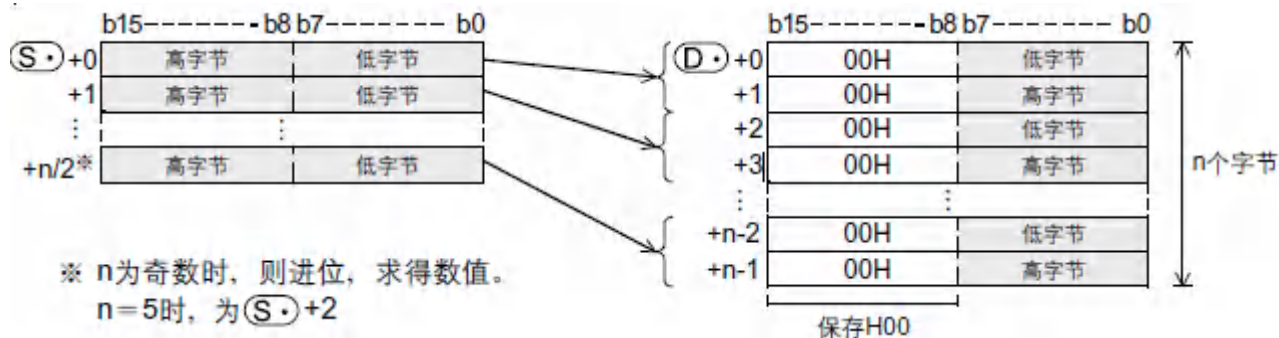 b15--------b8 b7-------- b0
b15--------b8 b7-------- b0
(S·)+0 高字节 低字节
(D·)+0 00H 低字节
+1 高字节 低字节
+1 00H 高字节
+2 00H 低字节
+n/2※ 高字节 低字节
+3 00H 高字节
n个字节
+n-2 00H 低字节
+n-1 00H 高字节
※ n为奇数时，则进位，求得数值。
n＝5时，为(S·)+2
保存H00